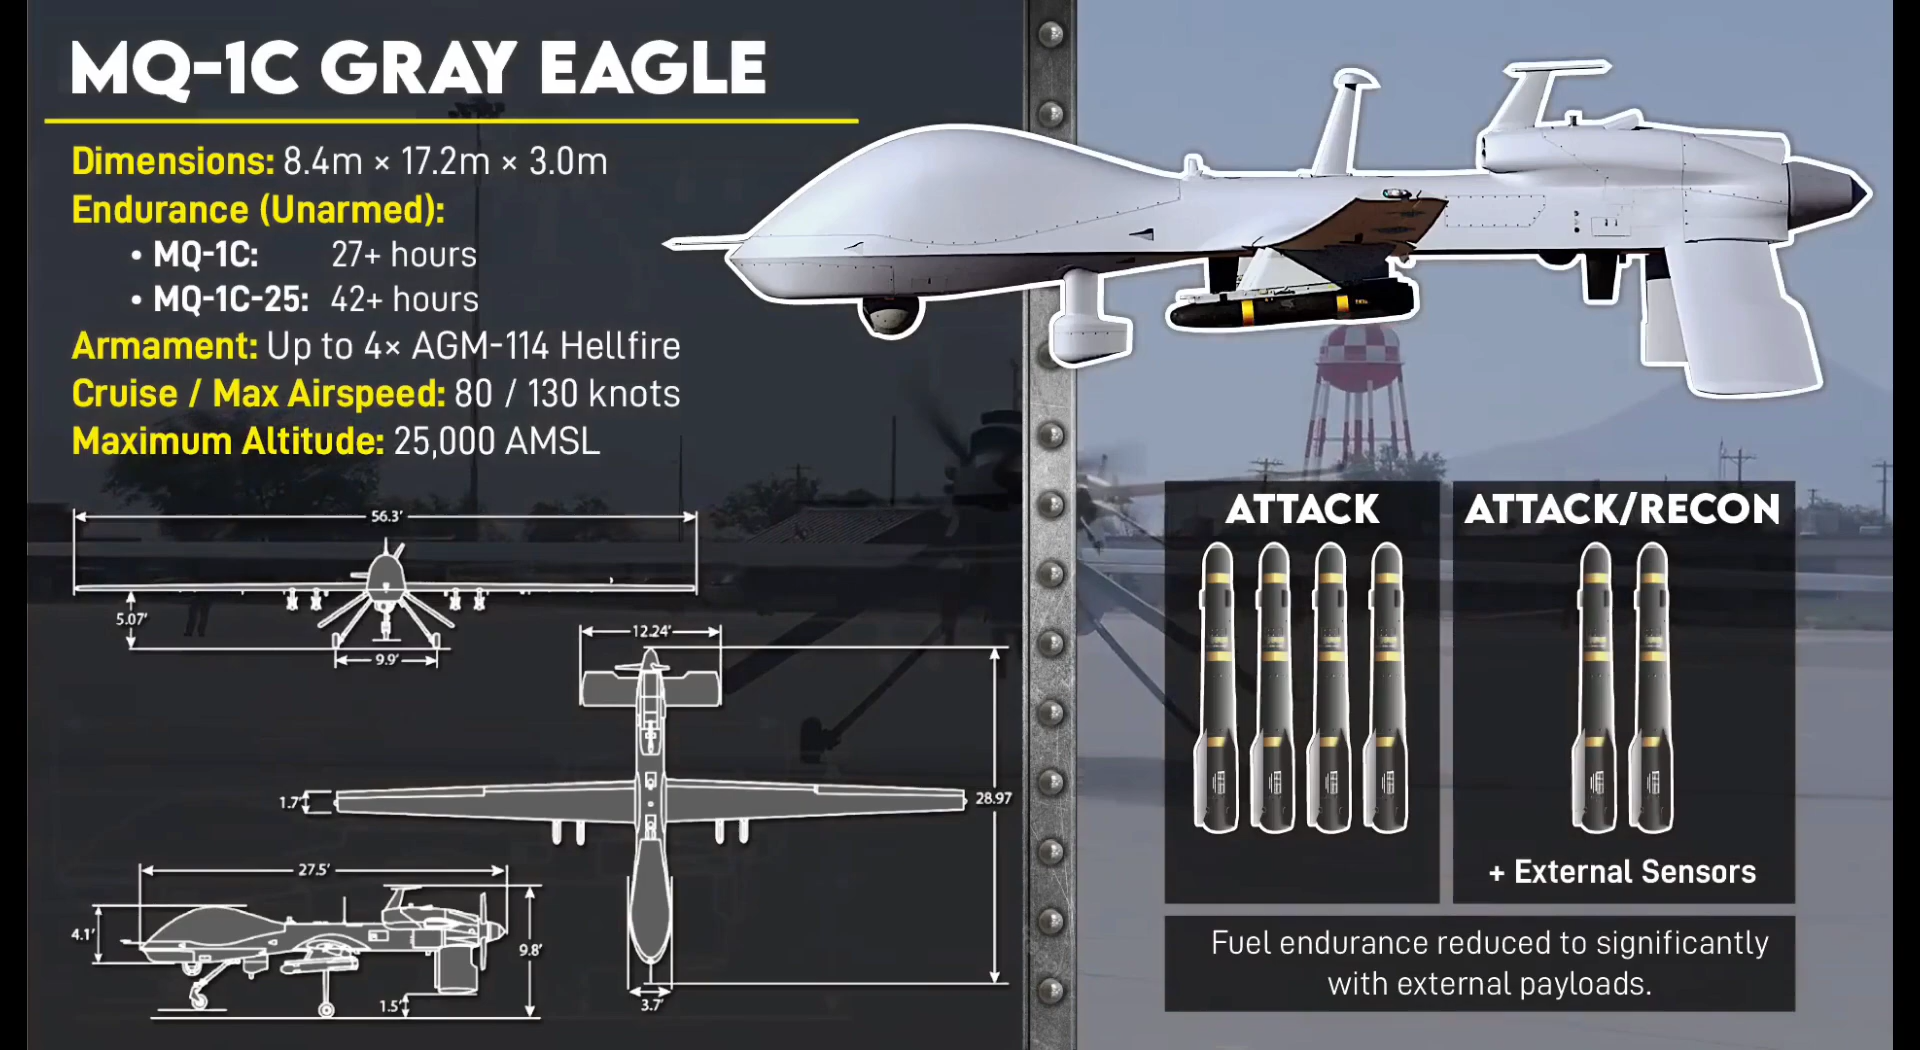 MQ-1C GRAY EAGLE
Dimensions: 8.4m × 17.2m × 3.0m
Endurance (Unarmed):
• MQ-1C: 27+ hours
• MQ-1C-25: 42+ hours
Armament: Up to 4× AGM-114 Hellfire
Cruise / Max Airspeed: 80 / 130 knots
Maximum Altitude: 25,000 AMSL
56.3'
5.07'
9.9'
12.24'
1.7'
28.97
3.7'
27.5'
4.1'
9.8'
1.5'
ATTACK
ATTACK/RECON
+ External Sensors
Fuel endurance reduced to significantly
with external payloads.